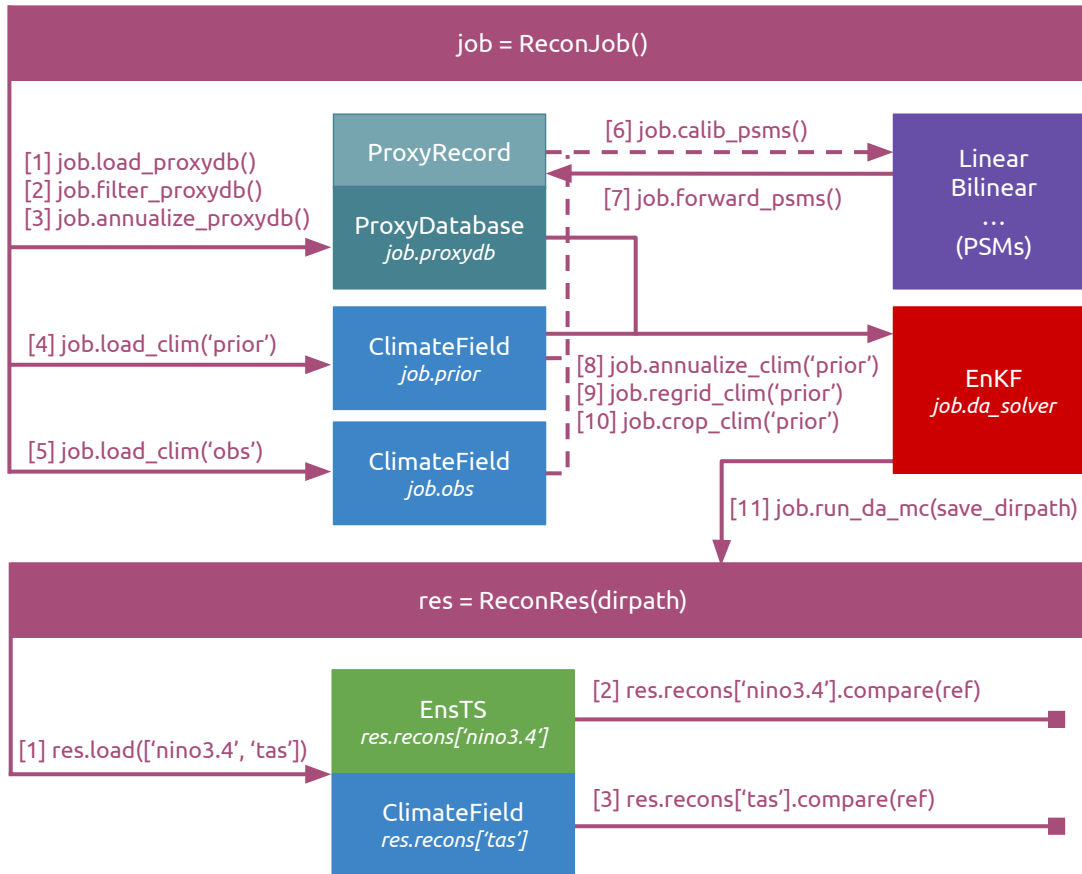 job = ReconJob()
[1] job.load_proxydb()
[2] job.filter_proxydb()
[3] job.annualize_proxydb()
ProxyRecord
ProxyDatabase
job.proxydb
[6] job.calib_psms()
[7] job.forward_psms()
Linear
Bilinear
...
(PSMs)
[4] job.load_clim(‘prior’)
ClimateField
job.prior
[8] job.annualize_clim(‘prior’)
[9] job.regrid_clim(‘prior’)
[10] job.crop_clim(‘prior’)
EnKF
job.da_solver
[5] job.load_clim(‘obs’)
ClimateField
job.obs
[11] job.run_da_mc(save_dirpath)
res = ReconRes(dirpath)
[1] res.load([‘nino3.4’, ‘tas’])
EnsTS
res.recons[‘nino3.4’]
[2] res.recons[‘nino3.4’].compare(ref)
ClimateField
res.recons[‘tas’]
[3] res.recons[‘tas’].compare(ref)